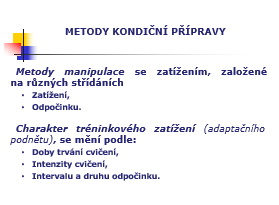 METODY KONDIČNÍ PŘÍPRAVY
Metody manipulace se zatížením, založené
na různých střídáních
• Zatížení,
• Odpočinku.
Charakter tréninkového zatížení (adaptačního
podnětu), se mění podle:
• Doby trvání cvičení,
• Intenzity cvičení,
• Intervalu a druhu odpočinku.